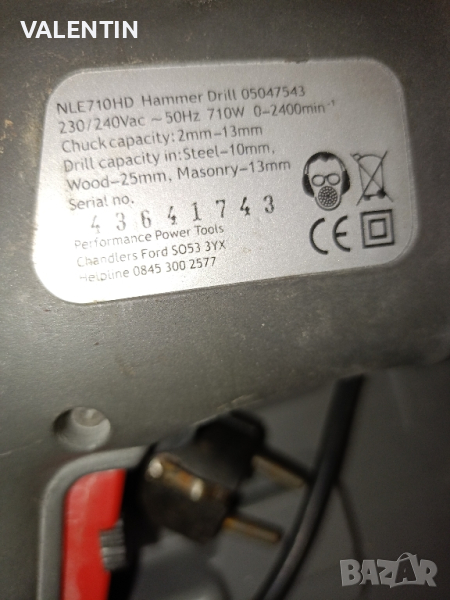 VALENTIN
NLE710HD Hammer Drill 05047543
230/240Vac ~ 50Hz 710W 0-2400min⁻¹
Chuck capacity:2mm-13mm
Drill capacity in:Steel-10mm,
Wood-25mm, Masonry-13mm
Serial no.
43641743
Performance Power Tools
Chandlers Ford SO53 3YX
Helpline 0845 300 2577
CE
BAZAR